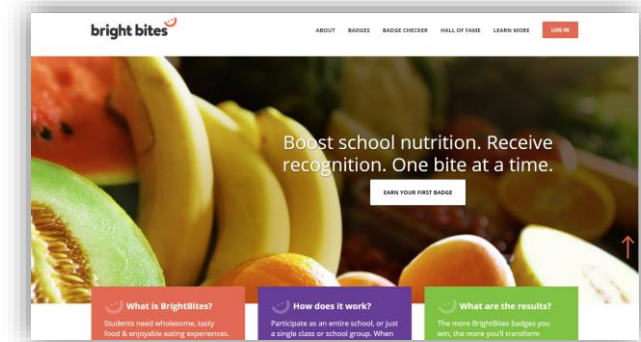 bright bites
ABOUT BADGES BADGE CHECKER HALL OF FAME LEARN MORE LOG IN
Boost school nutrition. Receive
recognition. One bite at a time.
EARN YOUR FIRST BADGE
What is BrightBites?
Students need wholesome, tasty
food & enjoyable eating experiences.
How does it work?
Participate as an entire school, or just
a single class or school group. When
What are the results?
The more BrightBites badges you
win, the more you'll transform